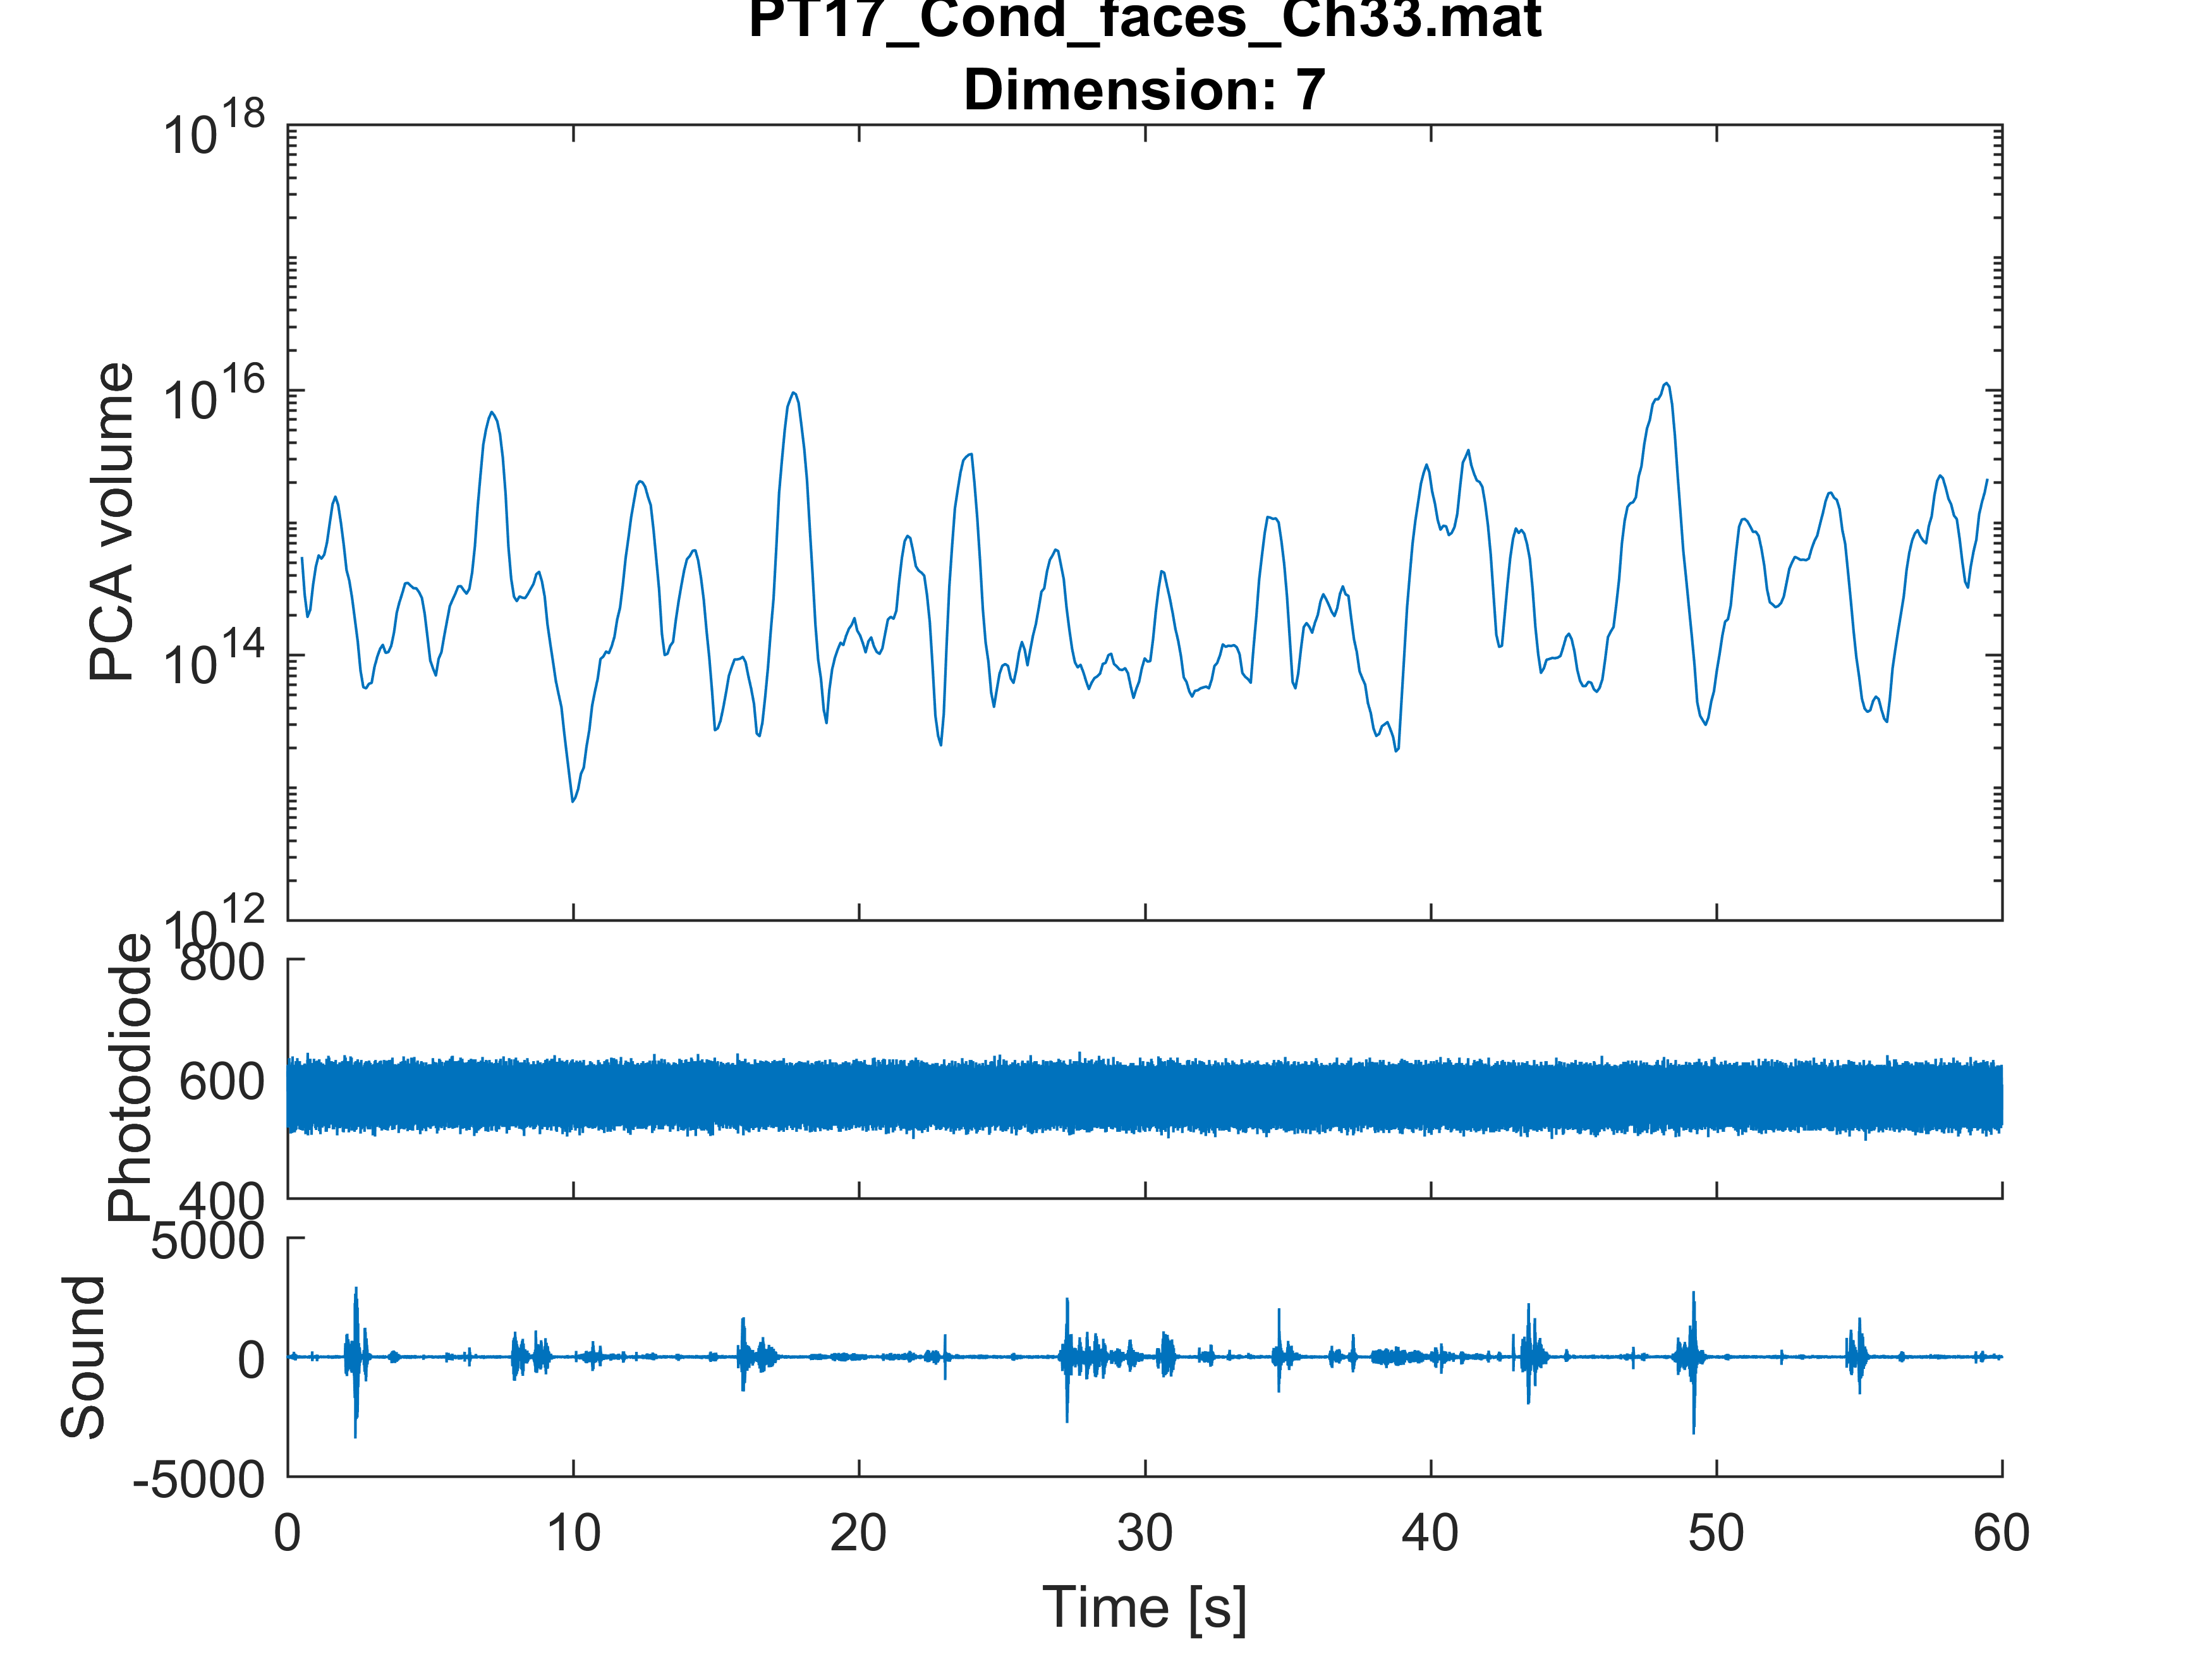 PT17_Cond_faces_Ch33.mat
Dimension: 7
10^18
10^16
10^14
10^12
PCA volume
800
600
400
Photodiode
5000
0
-5000
Sound
0 10 20 30 40 50 60
Time [s]